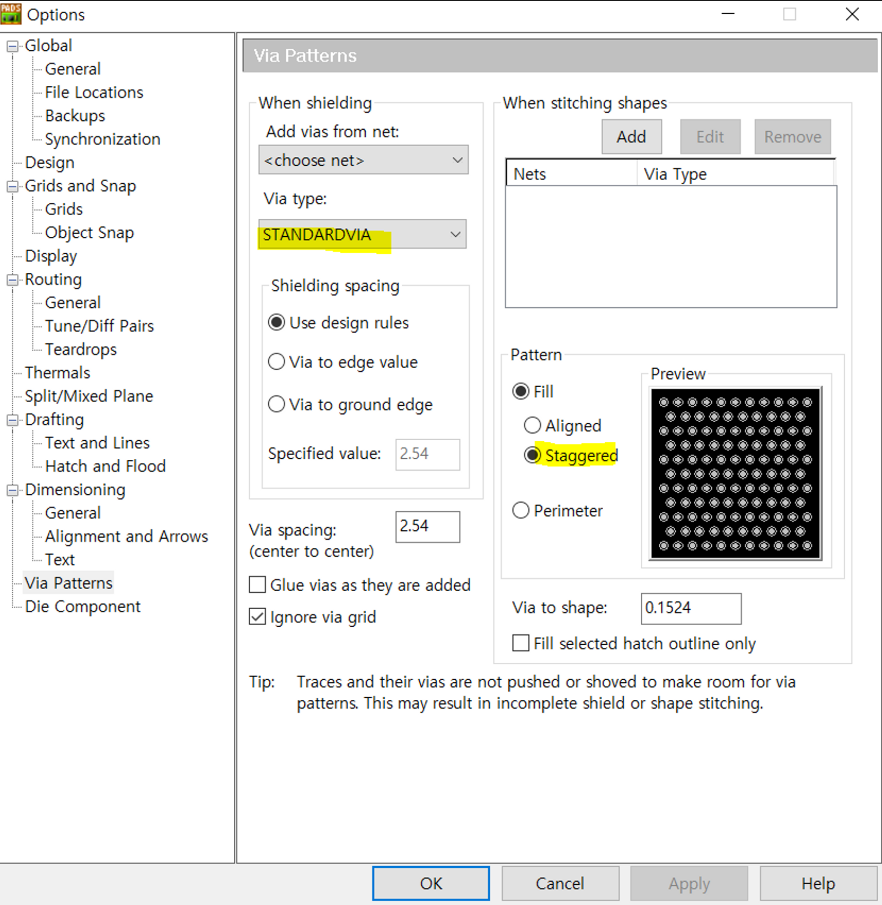 PADS
Options
Global
General
File Locations
Backups
Synchronization
Design
Grids and Snap
Grids
Object Snap
Display
Routing
General
Tune/Diff Pairs
Teardrops
Thermals
Split/Mixed Plane
Drafting
Text and Lines
Hatch and Flood
Dimensioning
General
Alignment and Arrows
Text
Via Patterns
Die Component
Via Patterns
When shielding
Add vias from net:
<choose net>
Via type:
STANDARDVIA
Shielding spacing
Use design rules
Via to edge value
Via to ground edge
Specified value: 2.54
Via spacing: 2.54
(center to center)
Glue vias as they are added
Ignore via grid
When stitching shapes
Add Edit Remove
Nets Via Type
Pattern
Fill
Aligned
Staggered
Perimeter
Preview
Via to shape: 0.1524
Fill selected hatch outline only
Tip: Traces and their vias are not pushed or shoved to make room for via
patterns. This may result in incomplete shield or shape stitching.
OK Cancel Apply Help